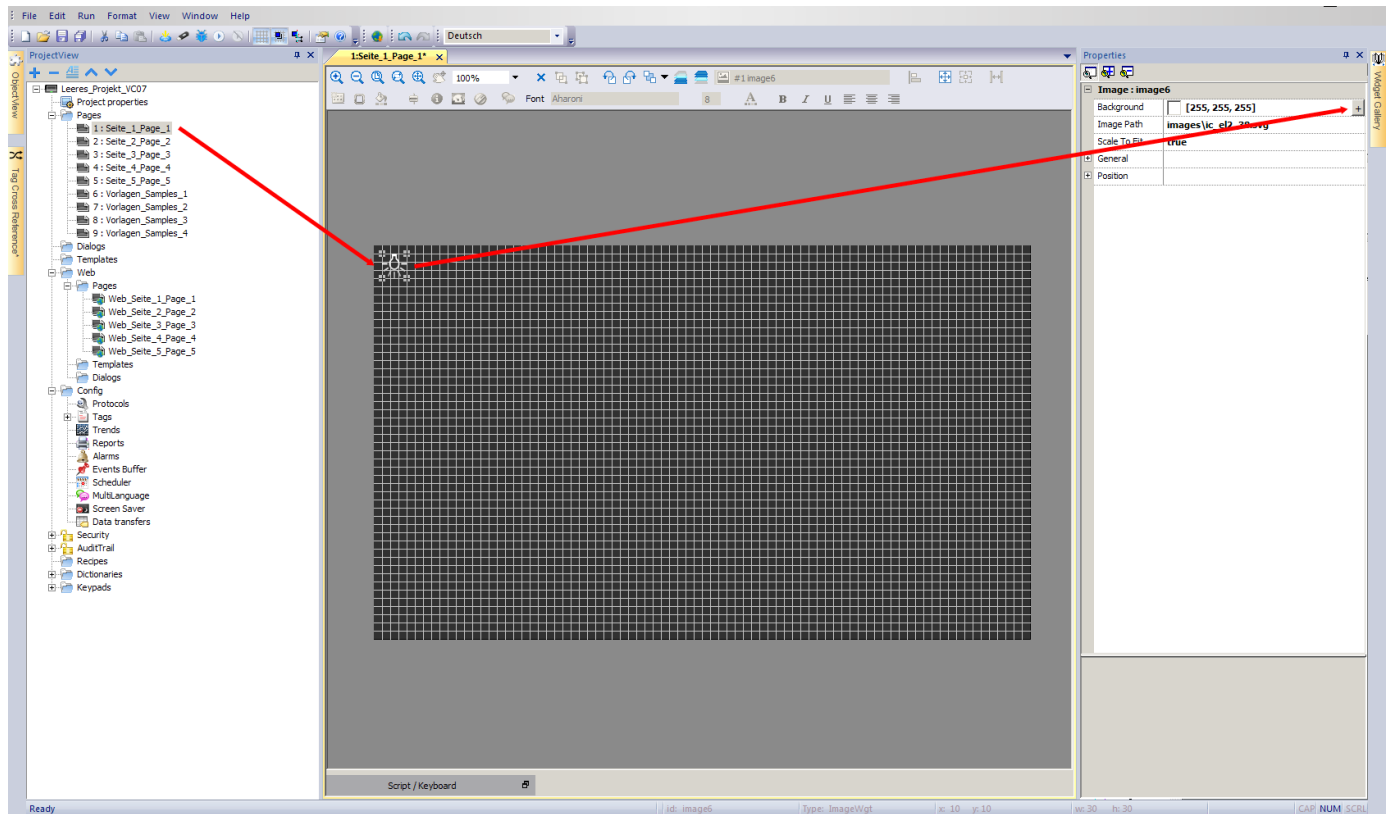 File Edit Run Format View Window Help
Deutsch
ProjectView
1:Seite_1_Page_1*
Properties
ObjectView
Tag Cross Reference*
Leeres_Projekt_VC07
Project properties
Pages
1 : Seite_1_Page_1
2 : Seite_2_Page_2
3 : Seite_3_Page_3
4 : Seite_4_Page_4
5 : Seite_5_Page_5
6 : Vorlagen_Samples_1
7 : Vorlagen_Samples_2
8 : Vorlagen_Samples_3
9 : Vorlagen_Samples_4
Dialogs
Templates
Web
Pages
Web_Seite_1_Page_1
Web_Seite_2_Page_2
Web_Seite_3_Page_3
Web_Seite_4_Page_4
Web_Seite_5_Page_5
Templates
Dialogs
Config
Protocols
Tags
Trends
Reports
Alarms
Events Buffer
Scheduler
MultiLanguage
Screen Saver
Data transfers
Security
AuditTrail
Recipes
Dictionaries
Keypads
100% #1 image6
Font Aharoni 8 A B I U
Image : image6
Background [255, 255, 255] +
Image Path
Scale To Fit true
General
Position
Widget Gallery
Script / Keyboard
Ready id: image6 Type: ImageWgt x: 10 y: 10 w: 30 h: 30 CAP NUM SCRL